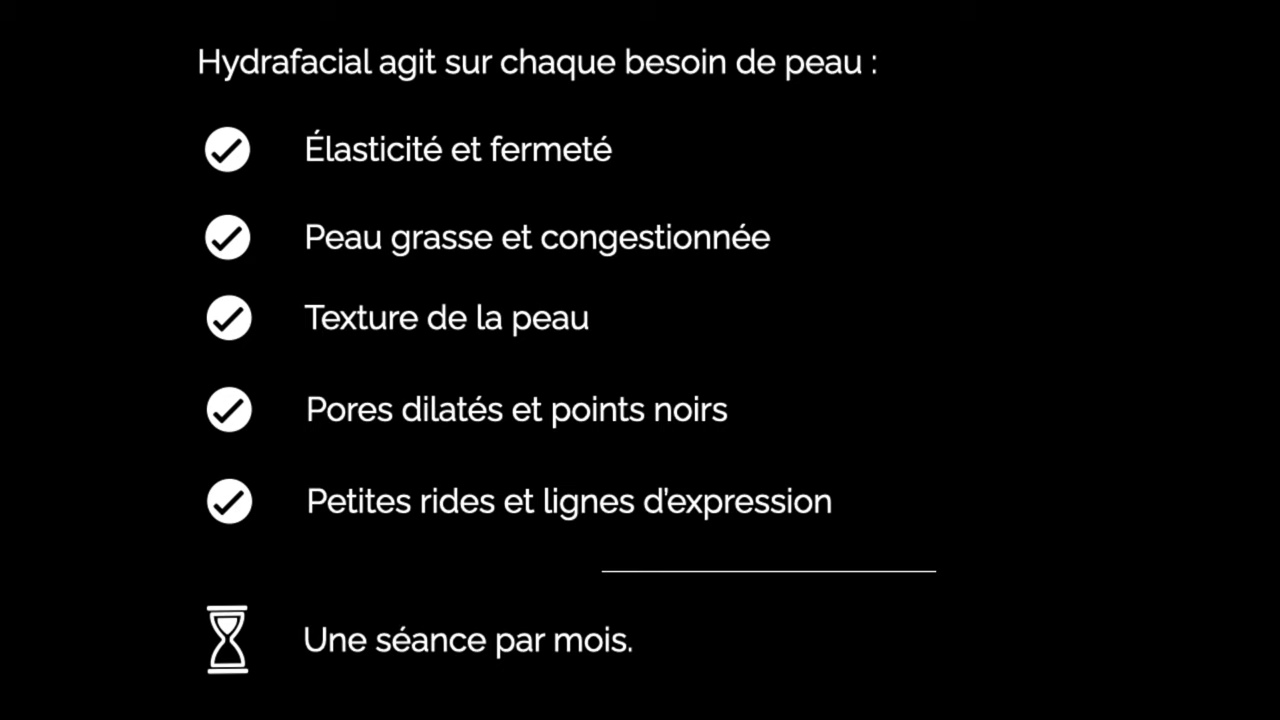 Hydrafacial agit sur chaque besoin de peau :
Élasticité et fermeté
Peau grasse et congestionnée
Texture de la peau
Pores dilatés et points noirs
Petites rides et lignes d'expression
Une séance par mois.